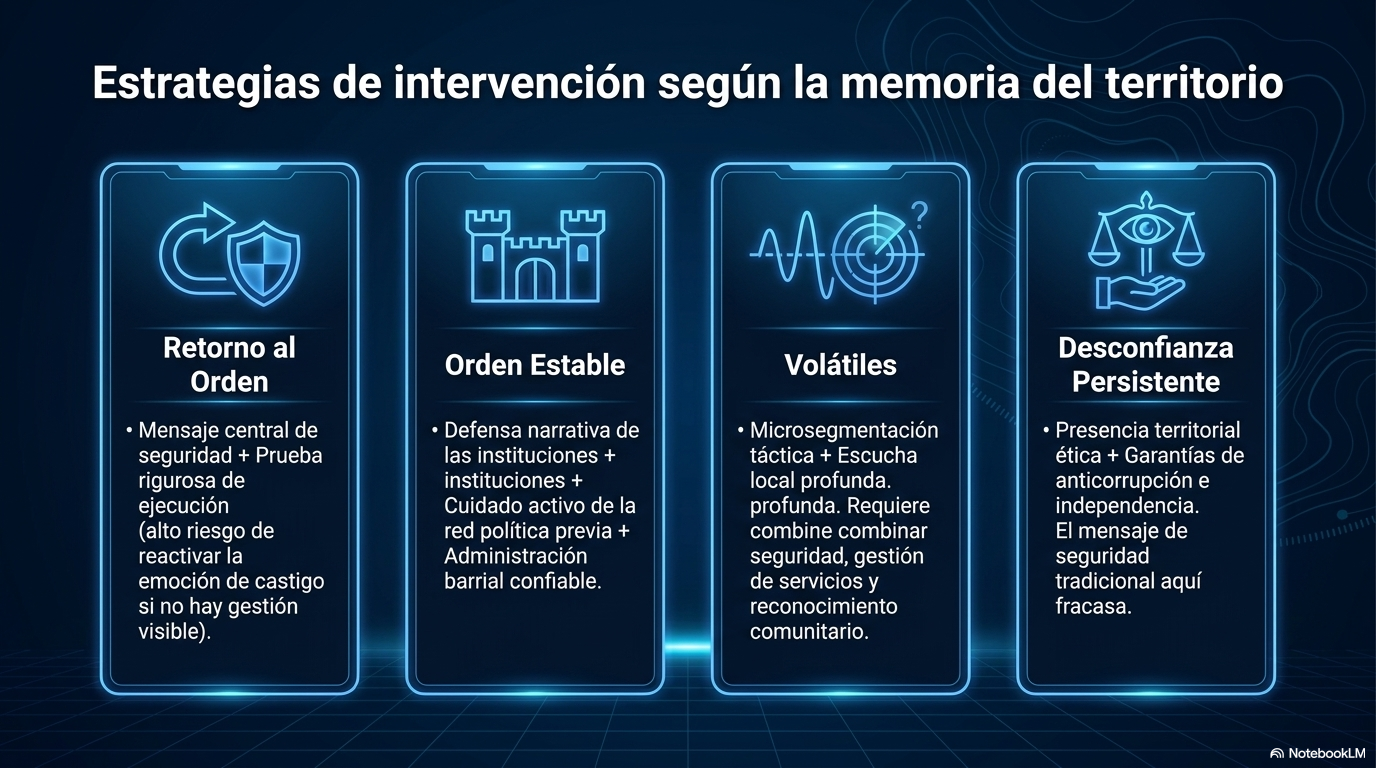 Estrategias de intervención según la memoria del territorio
Retorno al
Orden
• Mensaje central de
seguridad + Prueba
rigurosa de
ejecución
(alto riesgo de
reactivar la
emoción de castigo
si no hay gestión
visible).
Orden Estable
• Defensa narrativa de
las instituciones +
instituciones +
Cuidado activo de la
red política previa +
Administración
barrial confiable.
?
Volátiles
• Microsegmentación
táctica + Escucha
local profunda.
profunda. Requiere
combine combinar
seguridad, gestión
de servicios y
reconocimiento
comunitario.
Desconfianza
Persistente
• Presencia territorial
ética + Garantías de
anticorrupción e
independencia.
El mensaje de
seguridad
tradicional aquí
fracasa.
NotebookLM